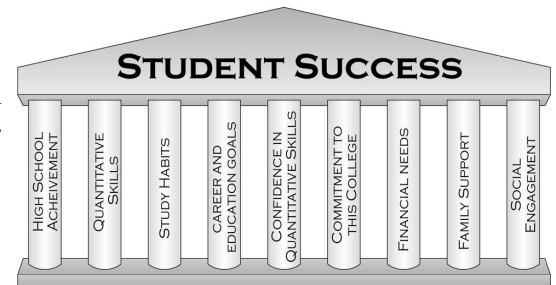 STUDENT SUCCESS
HIGH SCHOOL
ACHEIVEMENT
QUANTITATIVE
SKILLS
STUDY HABITS
CAREER AND
EDUCATION GOALS
CONFIDENCE IN
QUANTITATIVE SKILLS
COMMITMENT TO
THIS COLLEGE
FINANCIAL NEEDS
FAMILY SUPPORT
SOCIAL
ENGAGEMENT